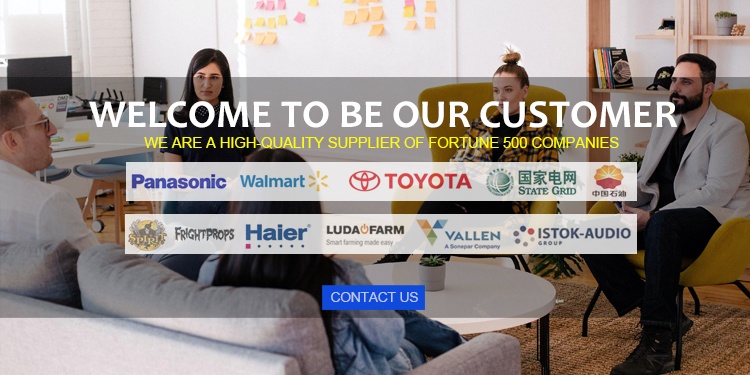 WELCOME TO BE OUR CUSTOMER
WE ARE A HIGH-QUALITY SUPPLIER OF FORTUNE 500 COMPANIES
Panasonic Walmart TOYOTA 国家电网 STATE GRID 中国石油
SPIRIT FRIGHTPROPS Haier LUDA FARM Smart farming made easy VALLEN A Sonepar Company ISTOK-AUDIO GROUP
CONTACT US